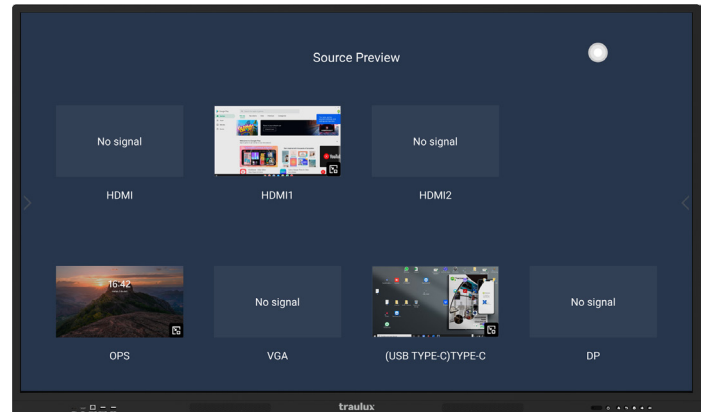 Source Preview
No signal
No signal
HDMI
HDMI1
HDMI2
16:42
No signal
No signal
OPS
VGA
(USB TYPE-C)TYPE-C
DP
traulux